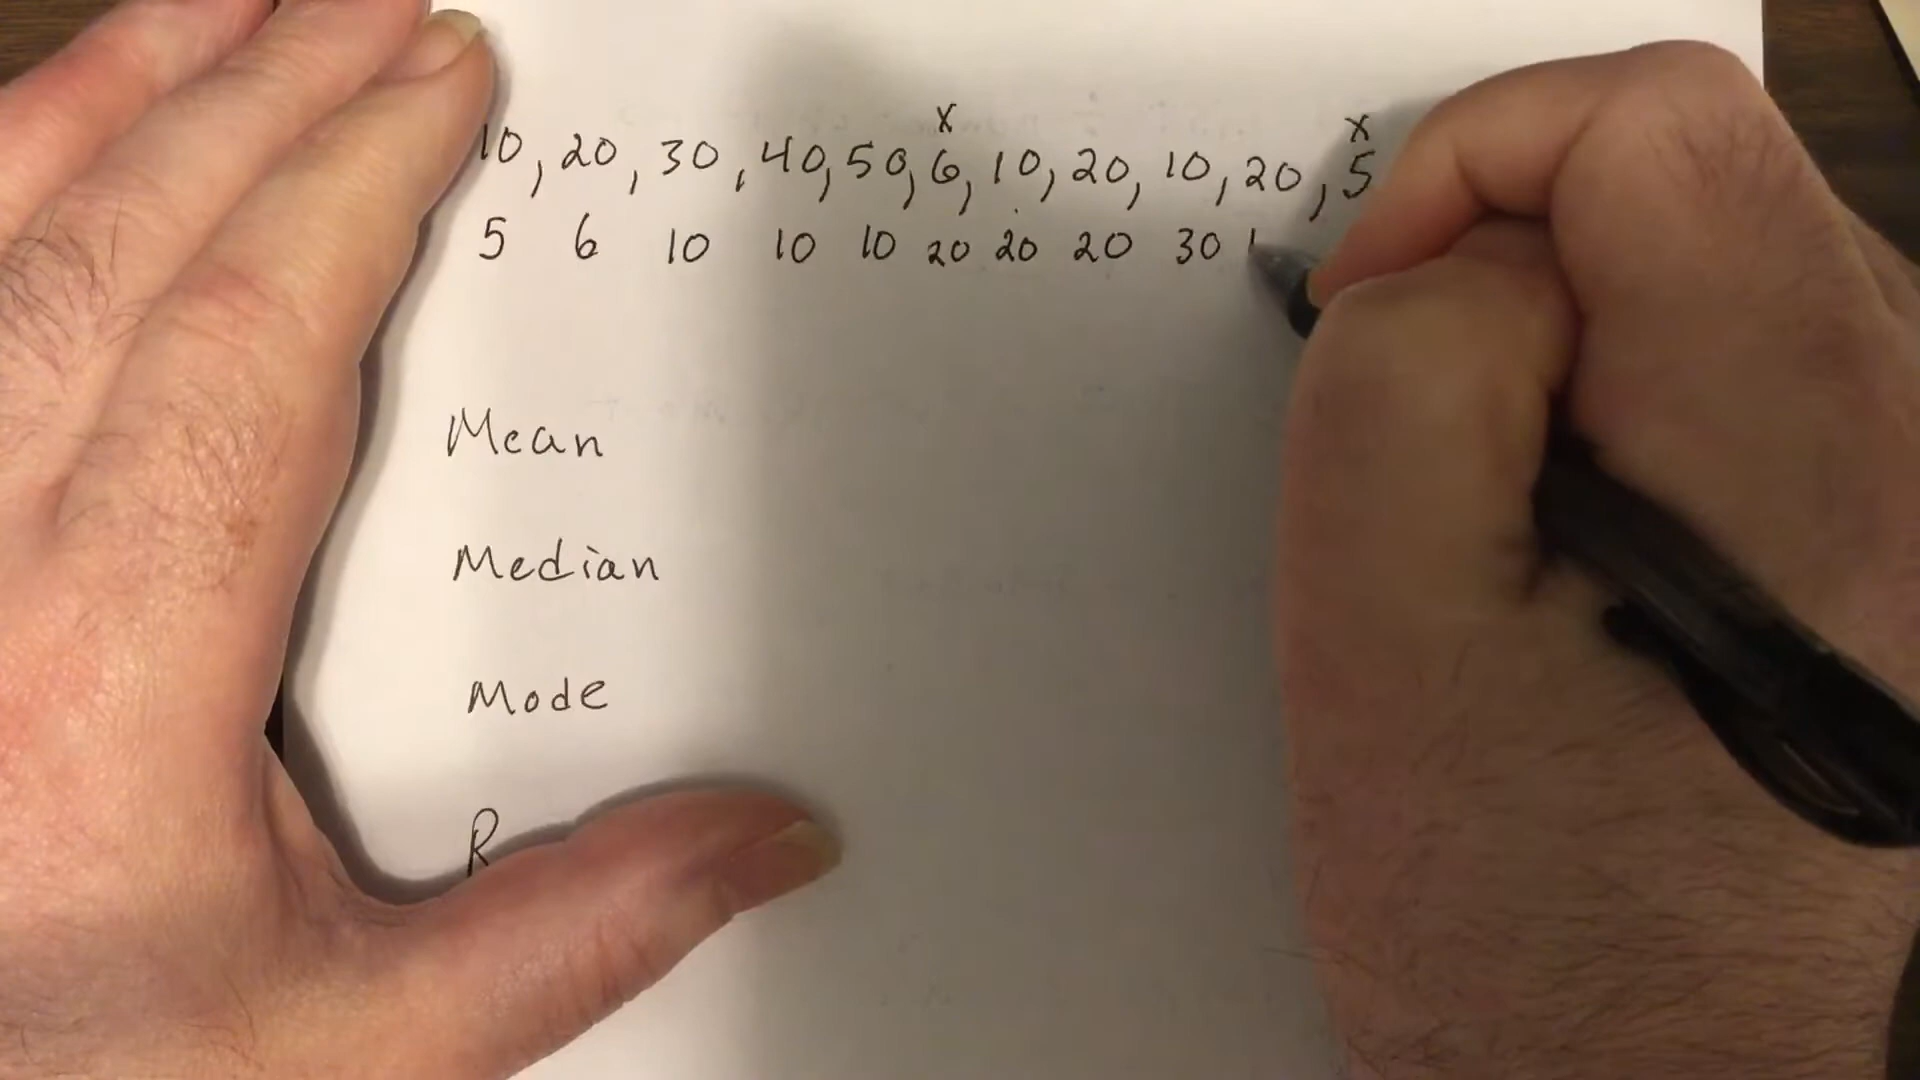 x x
10, 20, 30, 40, 50, 6, 10, 20, 10, 20, 5
5 6 10 10 10 20 20 20 30
Mean
Median
Mode
R